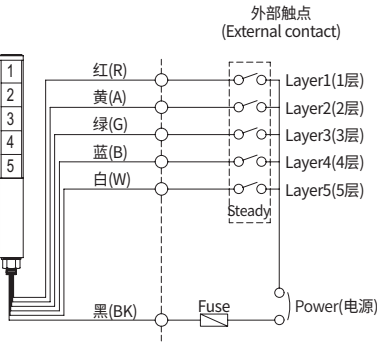 外部触点
(External contact)
1
2
3
4
5
红(R)
黄(A)
绿(G)
蓝(B)
白(W)
Layer1(1层)
Layer2(2层)
Layer3(3层)
Layer4(4层)
Layer5(5层)
Steady
黑(BK)
Fuse
Power(电源)